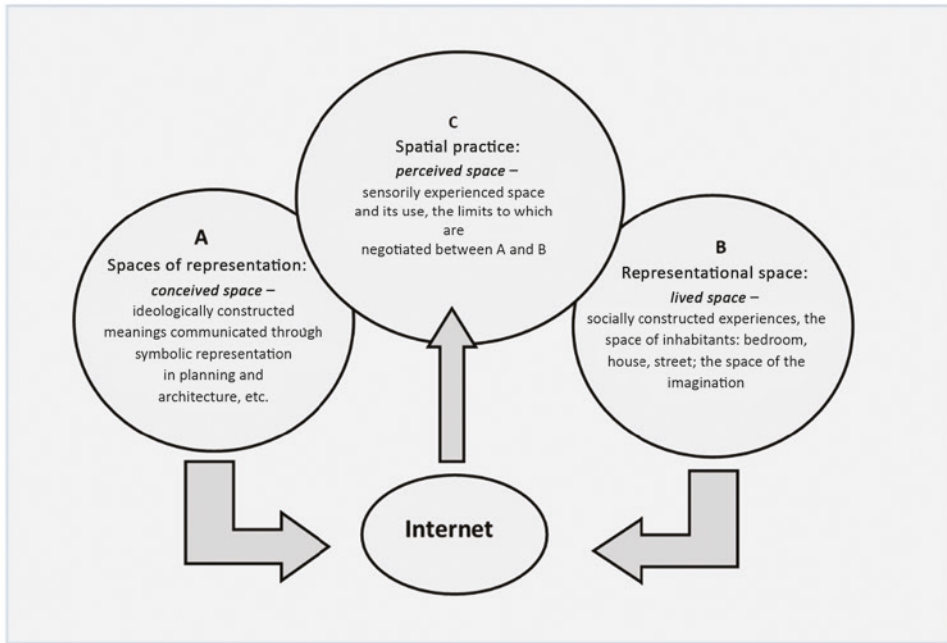 C
Spatial practice:
perceived space –
sensorily experienced space
and its use, the limits to which
are
negotiated between A and B
A
Spaces of representation:
conceived space –
ideologically constructed
meanings communicated through
symbolic representation
in planning and
architecture, etc.
B
Representational space:
lived space –
socially constructed experiences, the
space of inhabitants: bedroom,
house, street; the space of the
imagination
Internet